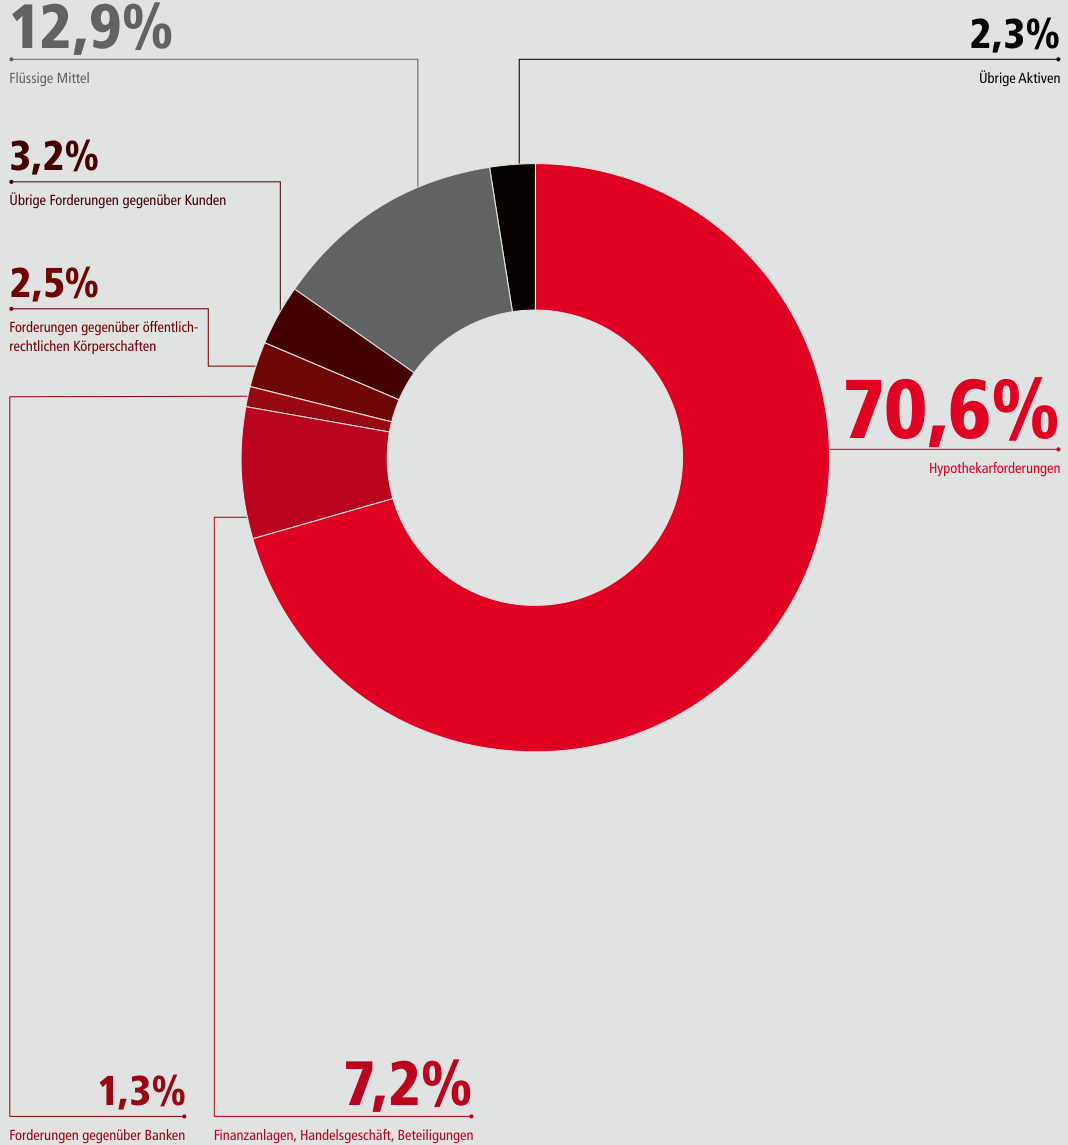 12,9%
Flüssige Mittel
2,3%
Übrige Aktiven
3,2%
Übrige Forderungen gegenüber Kunden
2,5%
Forderungen gegenüber öffentlich-
rechtlichen Körperschaften
70,6%
Hypothekarforderungen
1,3%
Forderungen gegenüber Banken
7,2%
Finanzanlagen, Handelsgeschäft, Beteiligungen